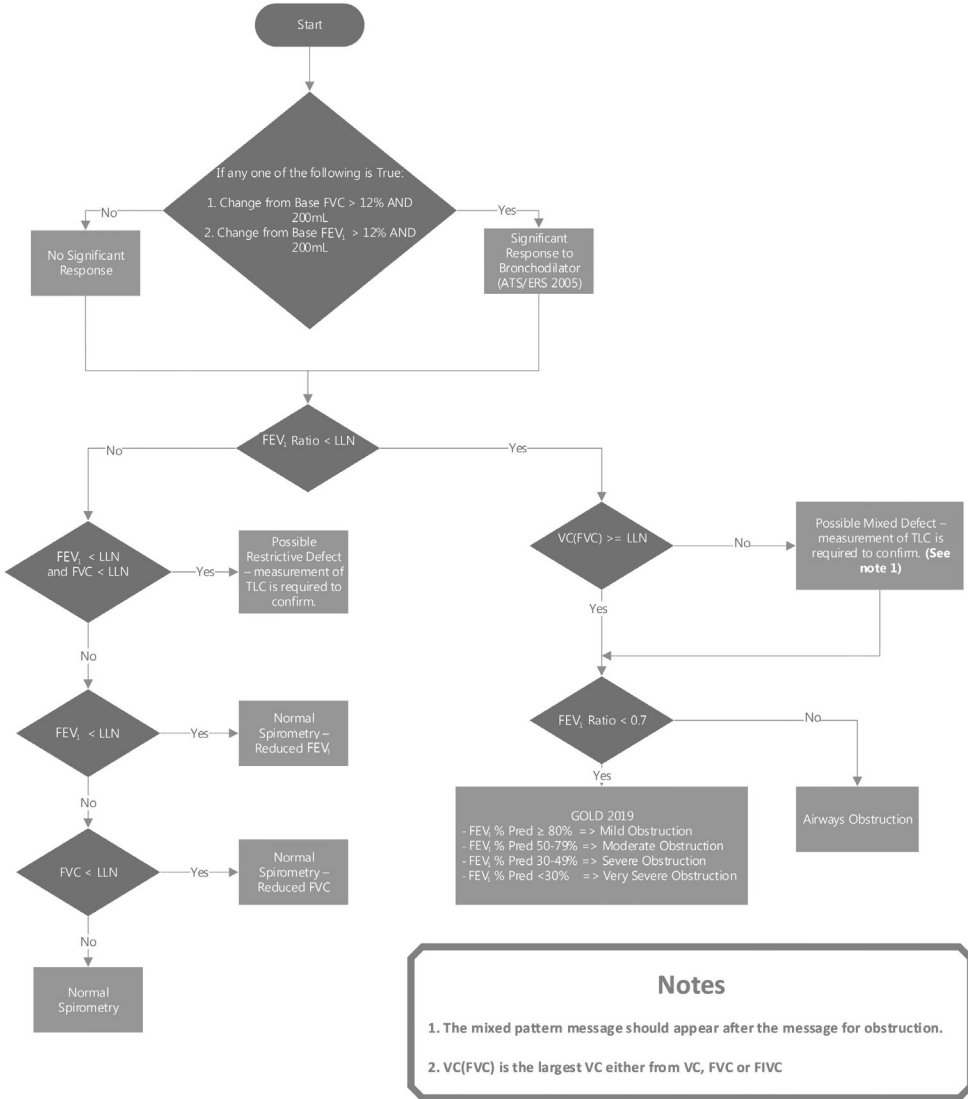 Start
If any one of the following is True:
1. Change from Base FVC > 12% AND
200mL
2. Change from Base FEV₁ > 12% AND
200mL
No
Yes
No Significant
Response
Significant
Response to
Bronchodilator
(ATS/ERS 2005)
FEV₁ Ratio < LLN
No
Yes
FEV₁ < LLN
and FVC < LLN
Yes
Possible
Restrictive Defect
– measurement of
TLC is required to
confirm.
VC(FVC) >= LLN
No
Possible Mixed Defect –
measurement of TLC is
required to confirm. (See
note 1)
Yes
No
FEV₁ < LLN
Yes
Normal
Spirometry –
Reduced FEV₁
FEV₁ Ratio < 0.7
No
Yes
No
GOLD 2019
- FEV₁ % Pred ≥ 80% => Mild Obstruction
- FEV₁ % Pred 50-79% => Moderate Obstruction
- FEV₁ % Pred 30-49% => Severe Obstruction
- FEV₁ % Pred <30% => Very Severe Obstruction
Airways Obstruction
FVC < LLN
Yes
Normal
Spirometry –
Reduced FVC
No
Normal
Spirometry
Notes
1. The mixed pattern message should appear after the message for obstruction.
2. VC(FVC) is the largest VC either from VC, FVC or FIVC